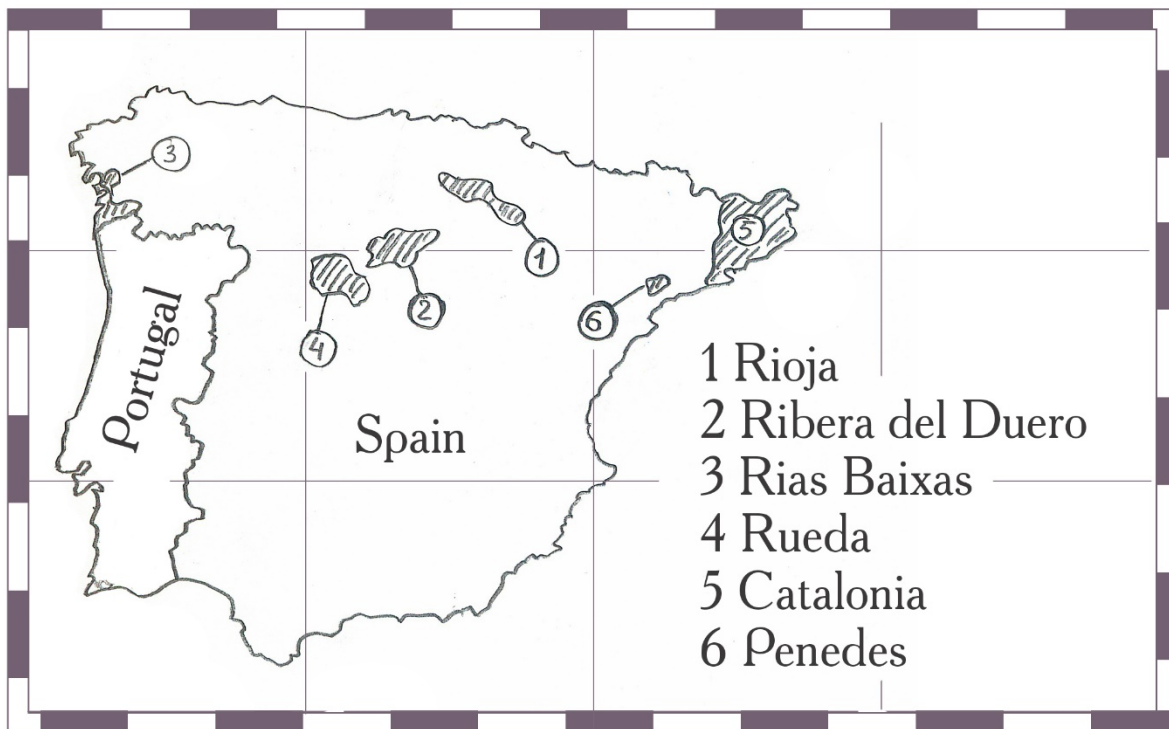 3
5
1
2
6
4
Portugal
Spain
1 Rioja
2 Ribera del Duero
3 Rias Baixas
4 Rueda
5 Catalonia
6 Penedes